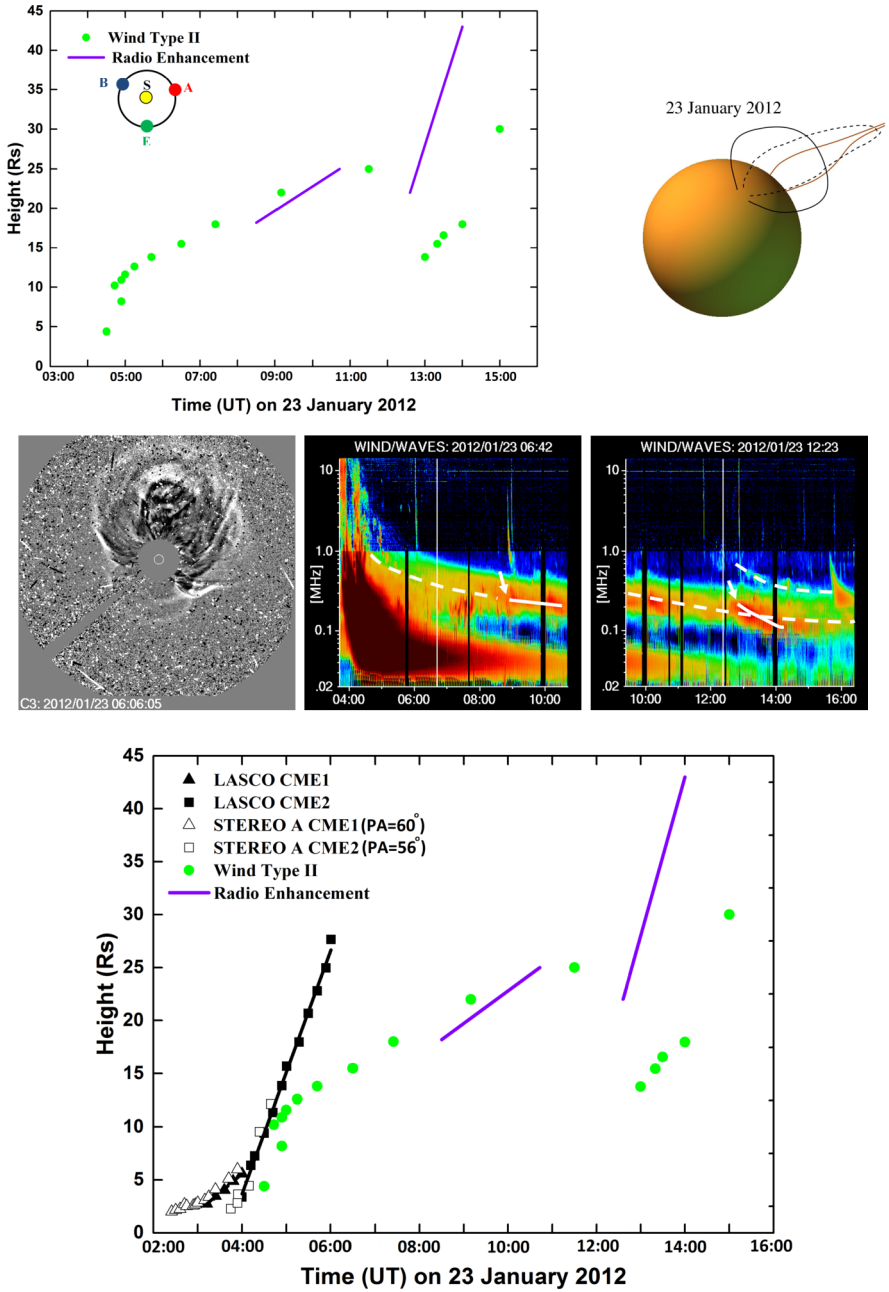 45
40
35
30
25
20
15
10
5
0
Height (Rs)
Wind Type II
Radio Enhancement
B
S
A
E
03:00 05:00 07:00 09:00 11:00 13:00 15:00
Time (UT) on 23 January 2012
23 January 2012
C3: 2012/01/23 06:06:05
WIND/WAVES: 2012/01/23 06:42
10
1.0
[MHz]
0.1
.02
04:00 06:00 08:00 10:00
WIND/WAVES: 2012/01/23 12:23
10
1.0
[MHz]
0.1
.02
10:00 12:00 14:00 16:00
45
40
35
30
25
20
15
10
5
0
Height (Rs)
LASCO CME1
LASCO CME2
STEREO A CME1(PA=60°)
STEREO A CME2(PA=56°)
Wind Type II
Radio Enhancement
02:00 04:00 06:00 08:00 10:00 12:00 14:00 16:00
Time (UT) on 23 January 2012